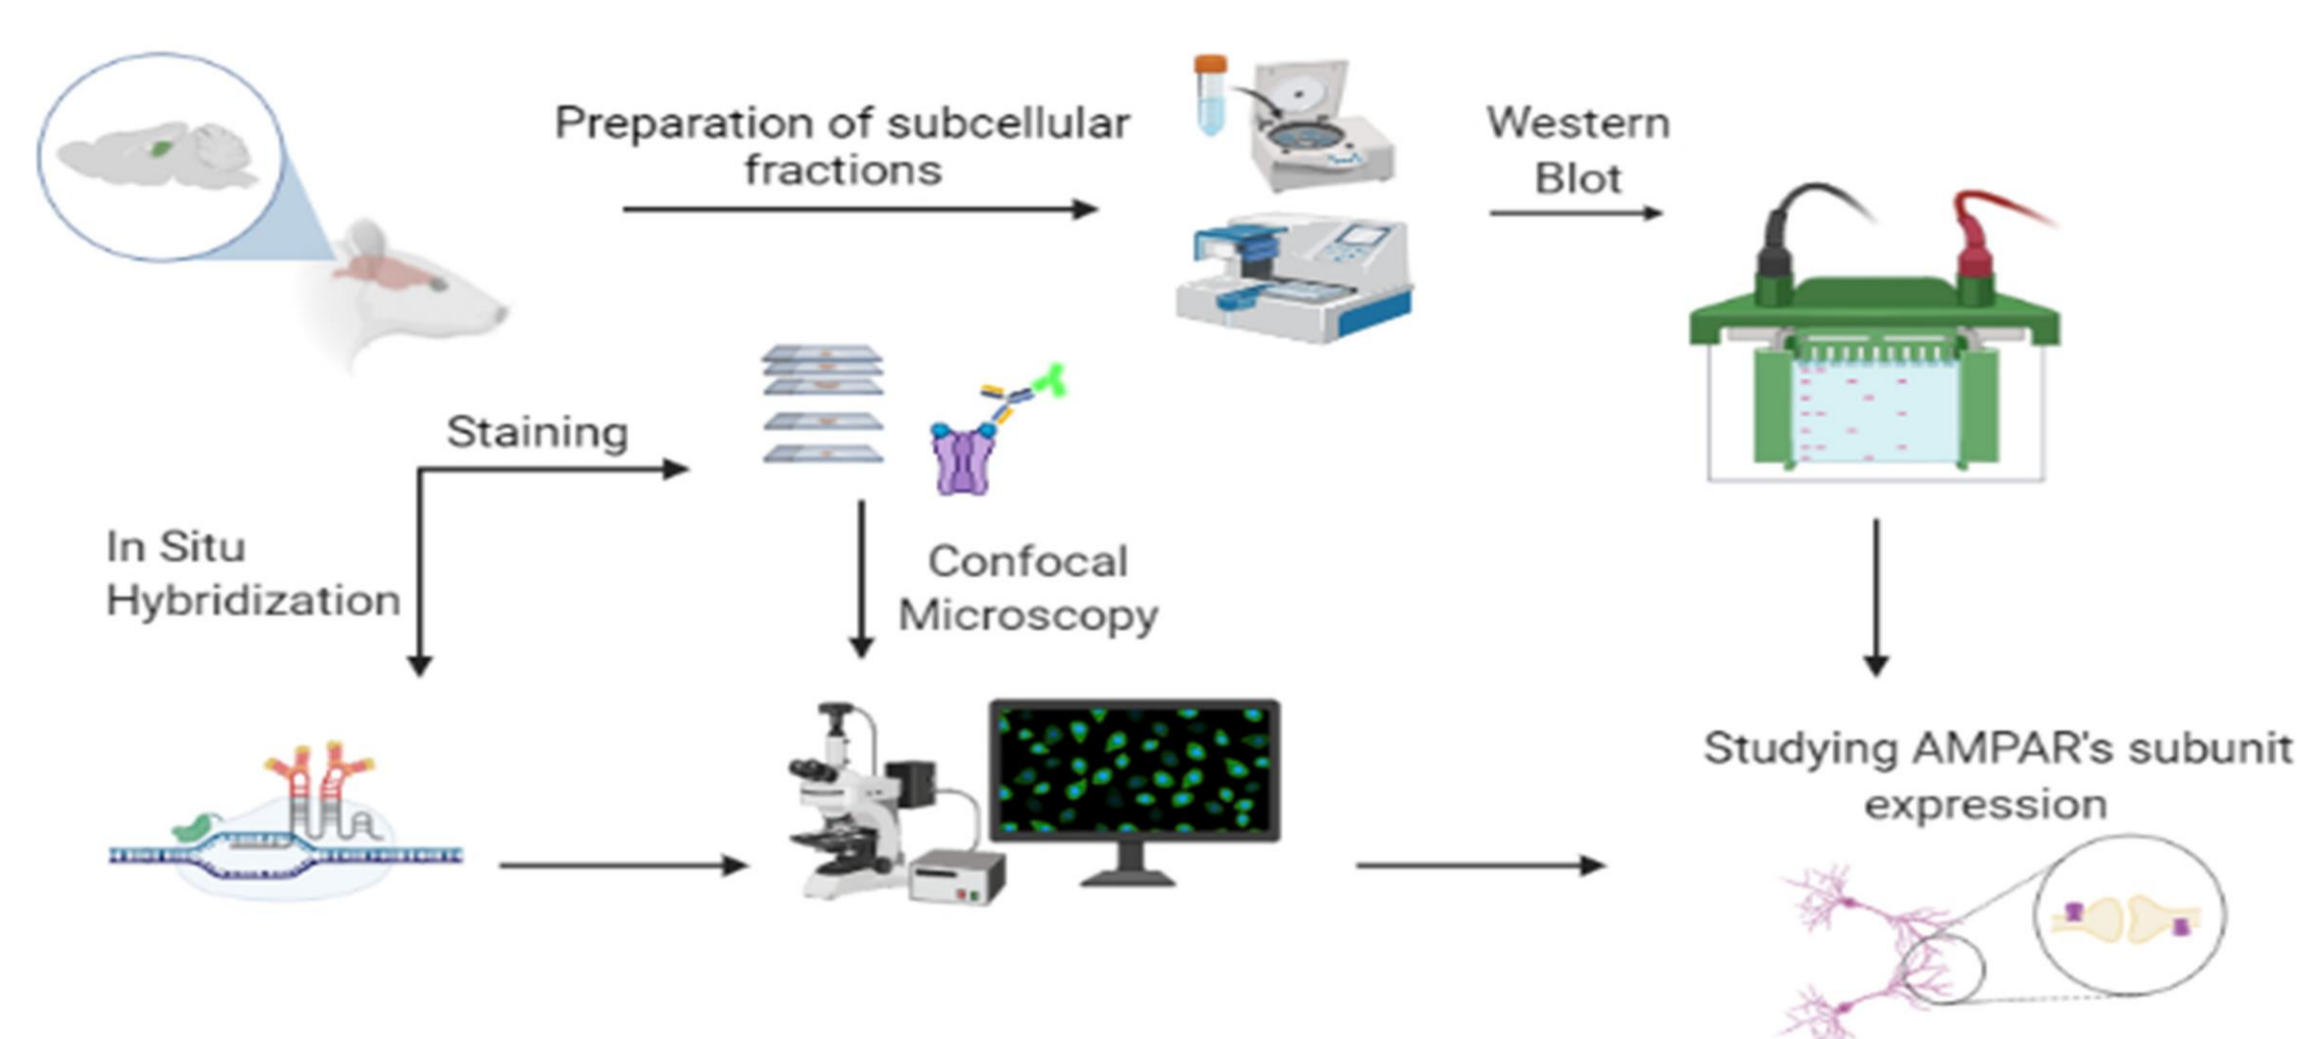 Preparation of subcellular
fractions
Western
Blot
Staining
In Situ
Hybridization
Confocal
Microscopy
Studying AMPAR's subunit
expression